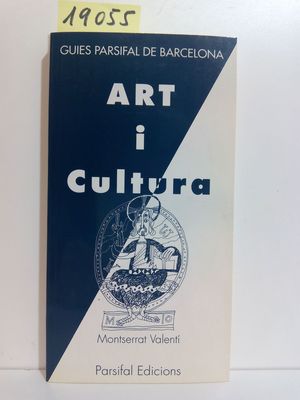 19055
GUIES PARSIFAL DE BARCELONA
ART
i
Cultura
Montserrat Valentí
Parsifal Edicions